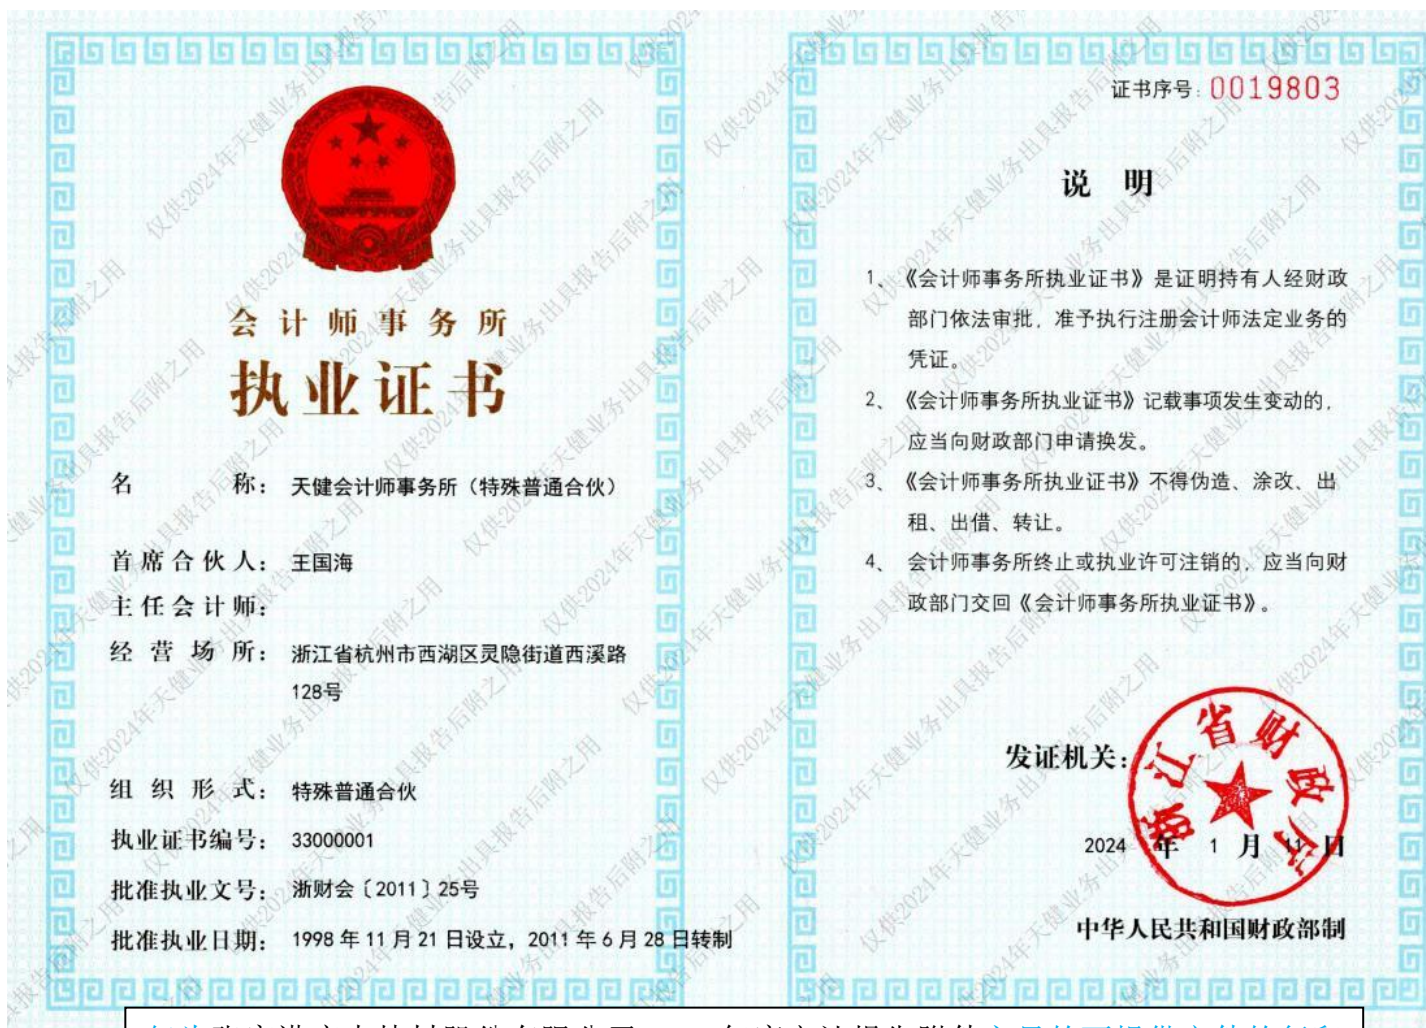 会计师事务所
执业证书
名 称： 天健会计师事务所（特殊普通合伙）
首席合伙人： 王国海
主任会计师：
经营场所： 浙江省杭州市西湖区灵隐街道西溪路
128号
组织形式： 特殊普通合伙
执业证书编号： 33000001
批准执业文号： 浙财会〔2011〕25号
批准执业日期： 1998年11月21日设立，2011年6月28日转制
证书序号：0019803
说 明
1、《会计师事务所执业证书》是证明持有人经财政
部门依法审批，准予执行注册会计师法定业务的
凭证。
2、《会计师事务所执业证书》记载事项发生变动的，
应当向财政部门申请换发。
3、《会计师事务所执业证书》不得伪造、涂改、出
租、出借、转让。
4、会计师事务所终止或执业许可注销的，应当向财
政部门交回《会计师事务所执业证书》。
发证机关：
浙江省财政厅
2024 年 1 月 11 日
中华人民共和国财政部制
仅供2024年天健业务出具报告后附之用